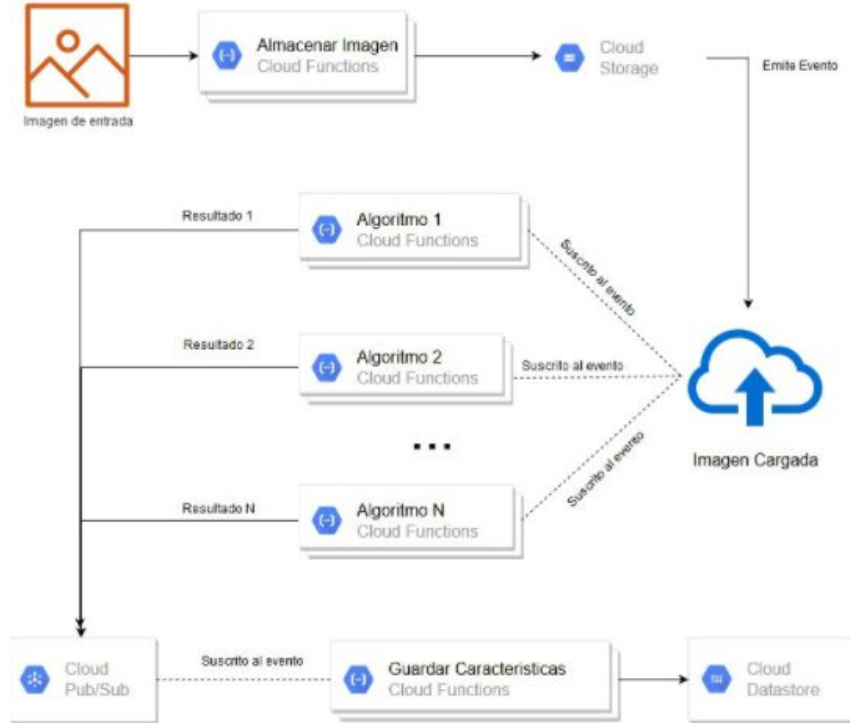 Imagen de entrada
Almacenar Imagen
Cloud Functions
Cloud
Storage
Emite Evento
Resultado 1
Algoritmo 1
Cloud Functions
Suscrito al evento
Resultado 2
Algoritmo 2
Cloud Functions
Suscrito al evento
...
Imagen Cargada
Resultado N
Algoritmo N
Cloud Functions
Suscrito al evento
Cloud
Pub/Sub
Suscrito al evento
Guardar Caracteristicas
Cloud Functions
Cloud
Datastore